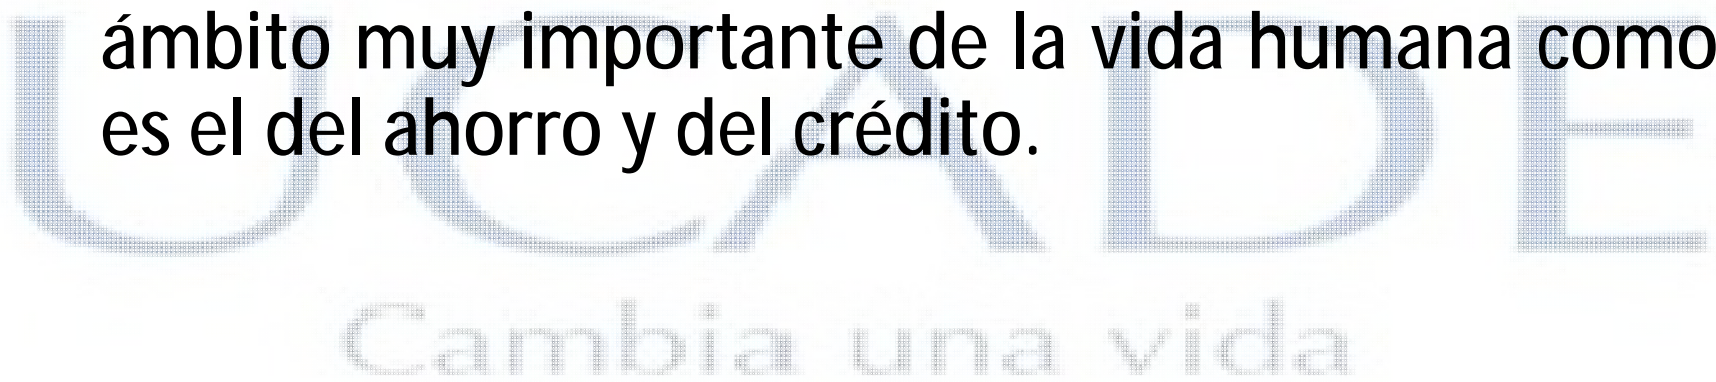 ámbito muy importante de la vida humana como
es el del ahorro y del crédito.
UCADE
Cambia una vida